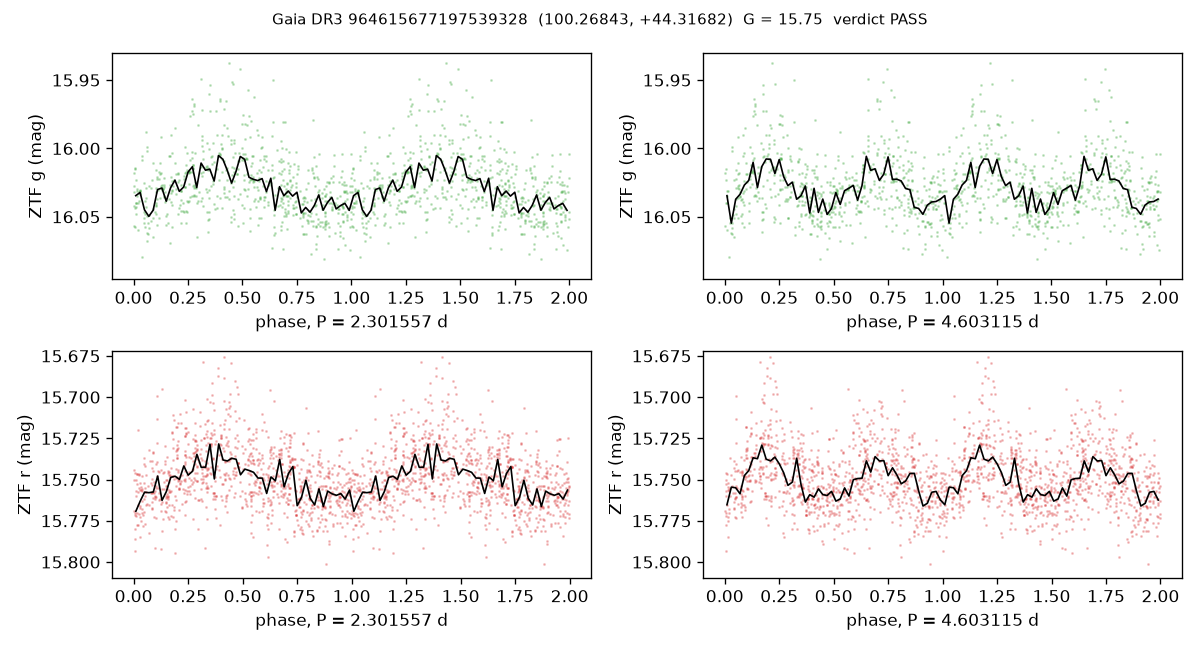 Gaia DR3 964615677197539328  (100.26843, +44.31682)  G = 15.75  verdict PASS
ZTF g (mag)
15.95
16.00
16.05
0.00 0.25 0.50 0.75 1.00 1.25 1.50 1.75 2.00
phase, P = 2.301557 d
ZTF g (mag)
15.95
16.00
16.05
0.00 0.25 0.50 0.75 1.00 1.25 1.50 1.75 2.00
phase, P = 4.603115 d
ZTF r (mag)
15.675
15.700
15.725
15.750
15.775
15.800
0.00 0.25 0.50 0.75 1.00 1.25 1.50 1.75 2.00
phase, P = 2.301557 d
ZTF r (mag)
15.675
15.700
15.725
15.750
15.775
15.800
0.00 0.25 0.50 0.75 1.00 1.25 1.50 1.75 2.00
phase, P = 4.603115 d